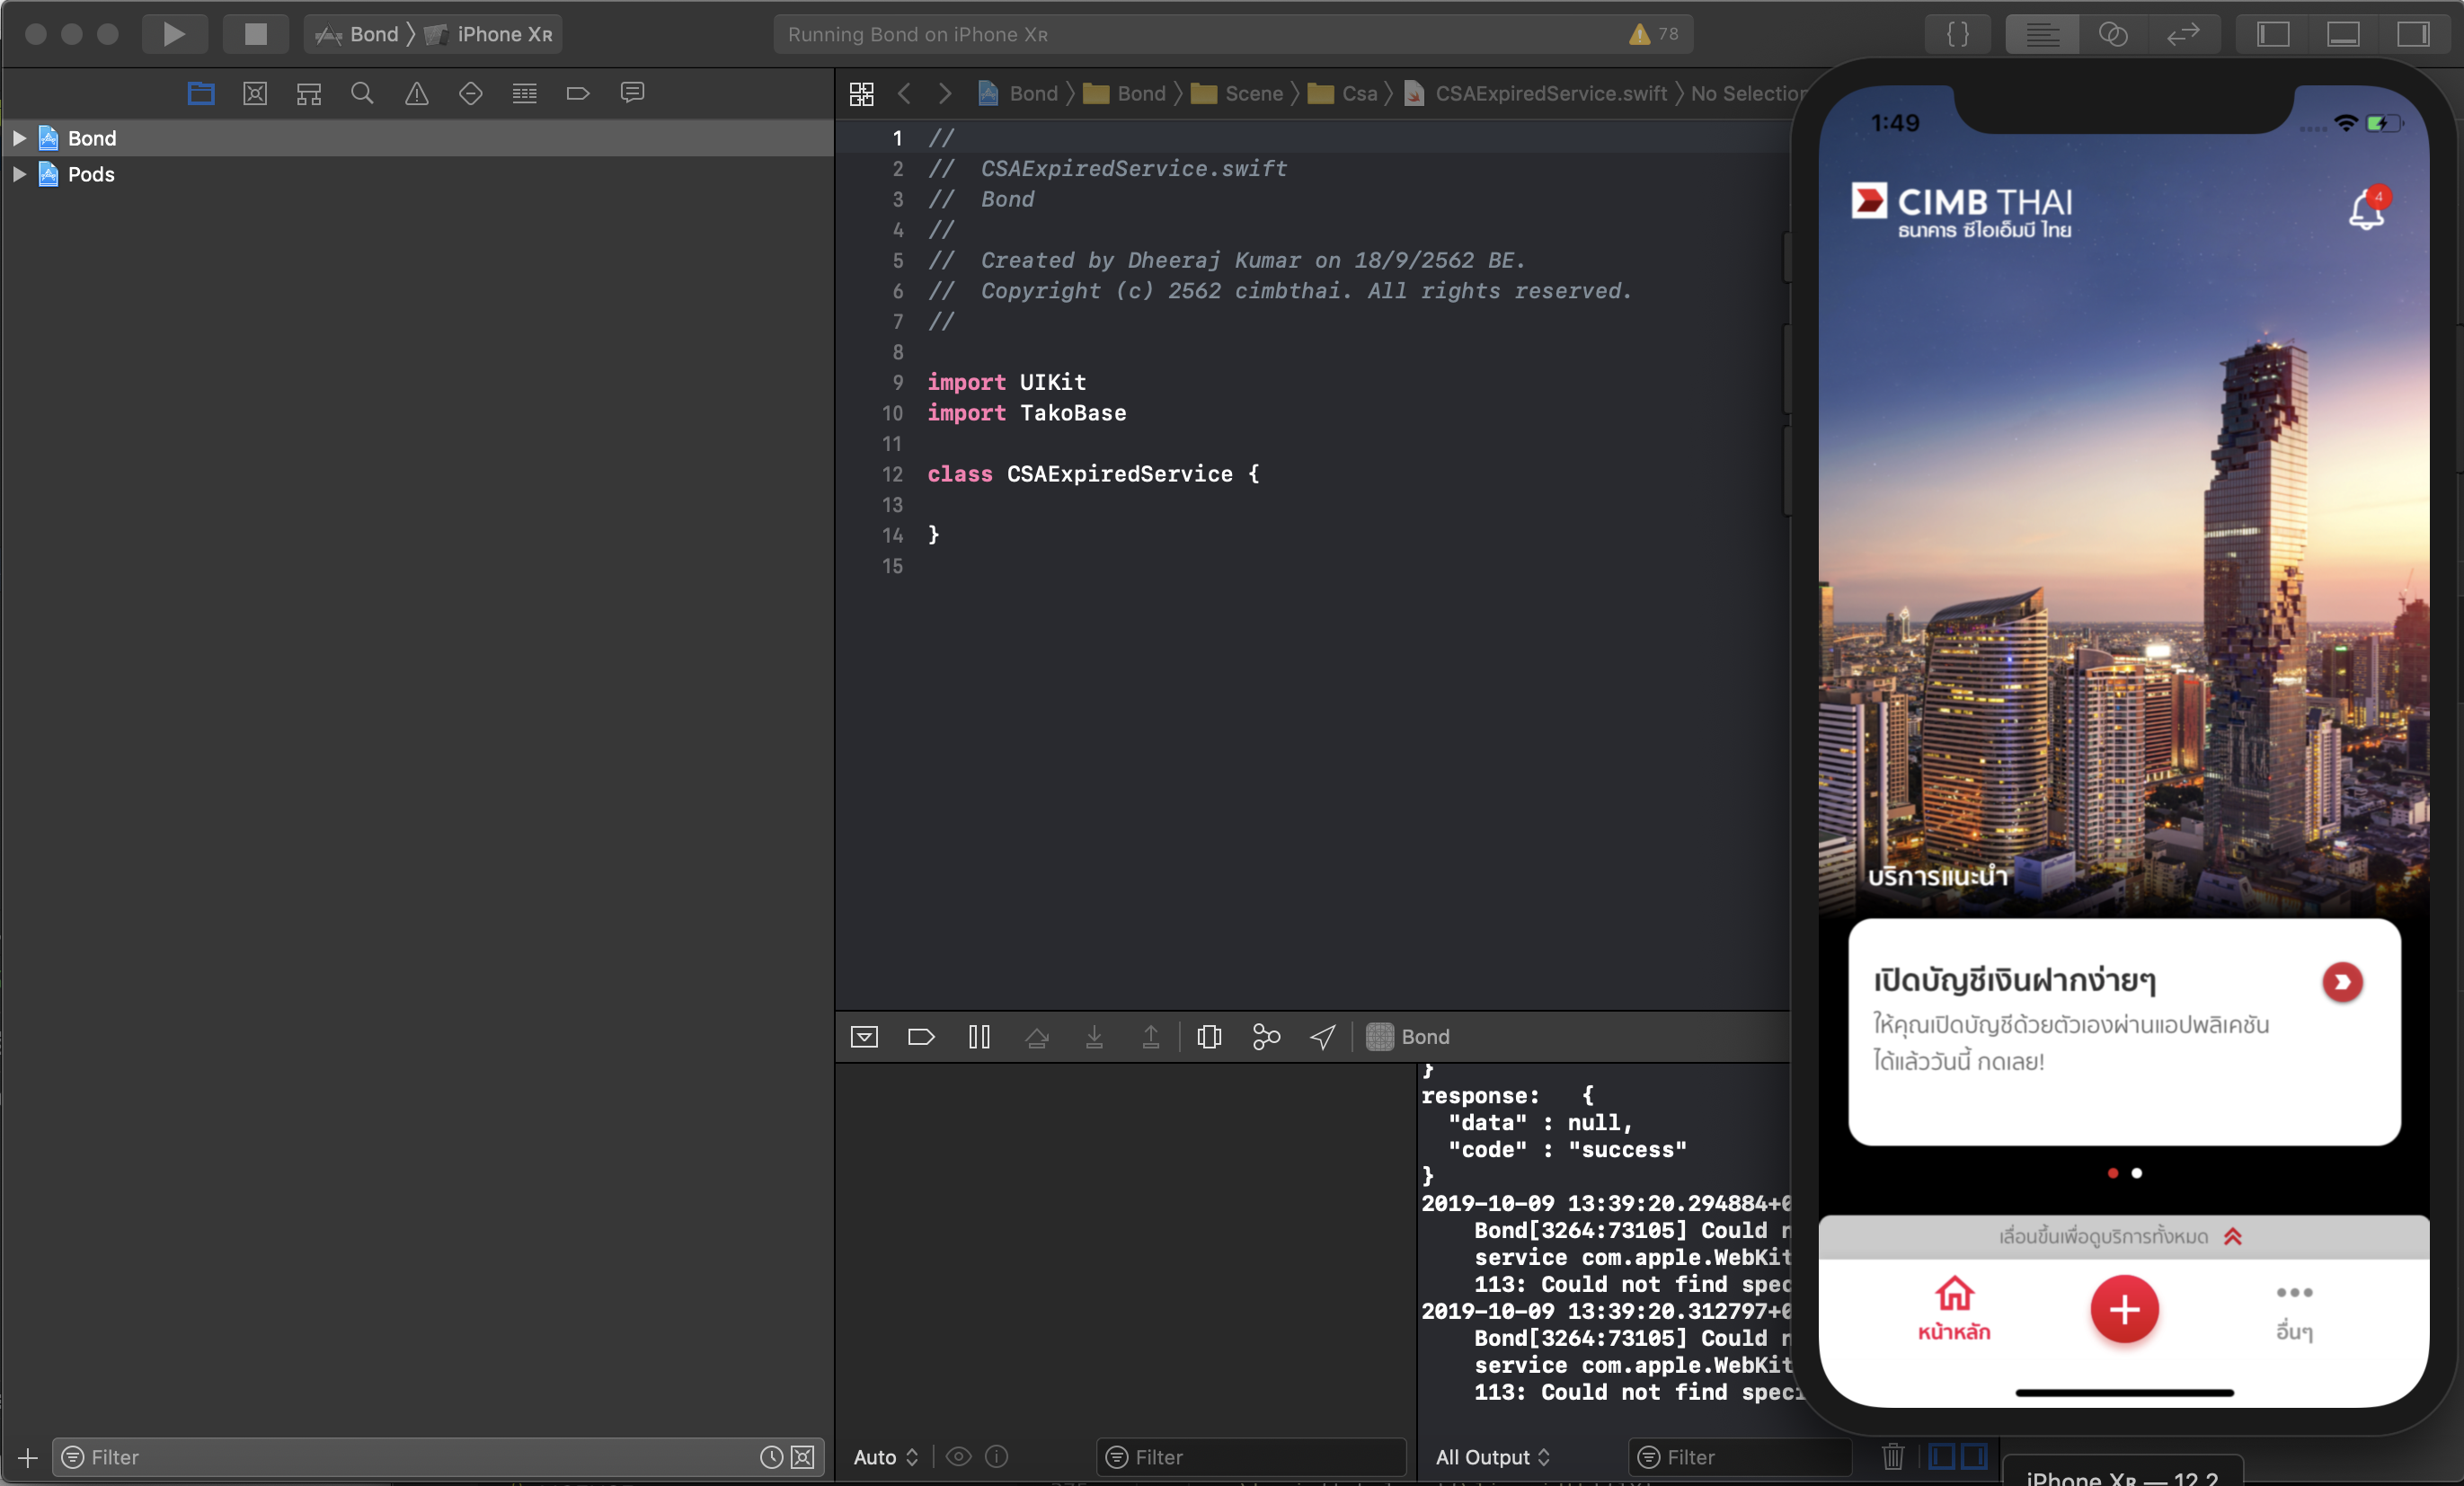 Bond 〉 iPhone Xʀ
Running Bond on iPhone Xʀ
78
{}
Bond
Pods
Bond 〉 Bond 〉 Scene 〉 Csa 〉 CSAExpiredService.swift 〉 No
1 //
2 //  CSAExpiredService.swift
3 //  Bond
4 //
5 //  Created by Dheeraj Kumar on 18/9/2562 BE.
6 //  Copyright (c) 2562 cimbthai. All rights reserved.
7 //
8
9 import UIKit
10 import TakoBase
11
12 class CSAExpiredService {
13
14 }
15
Bond
}
response:   {
  "data" : null,
  "code" : "success"
}
2019-10-09 13:39:20.294884+0
Bond[3264:73105] Could
service com.apple.WebKit
113: Could not find
2019-10-09 13:39:20.312797+0
Bond[3264:73105] Could
service com.apple.WebKit
113: Could not find
Filter
Auto
Filter
All Output
Filter
1:49
CIMB THAI
ธนาคาร ซีไอเอ็มบี ไทย
4
บริการแนะนำ
เปิดบัญชีเงินฝากง่ายๆ
ให้คุณเปิดบัญชีด้วยตัวเองผ่านแอปพลิเคชัน
ได้แล้ววันนี้ กดเลย!
เลื่อนขึ้นเพื่อดูบริการทั้งหมด
หน้าหลัก
อื่นๆ
iPhone Xʀ — 12.2